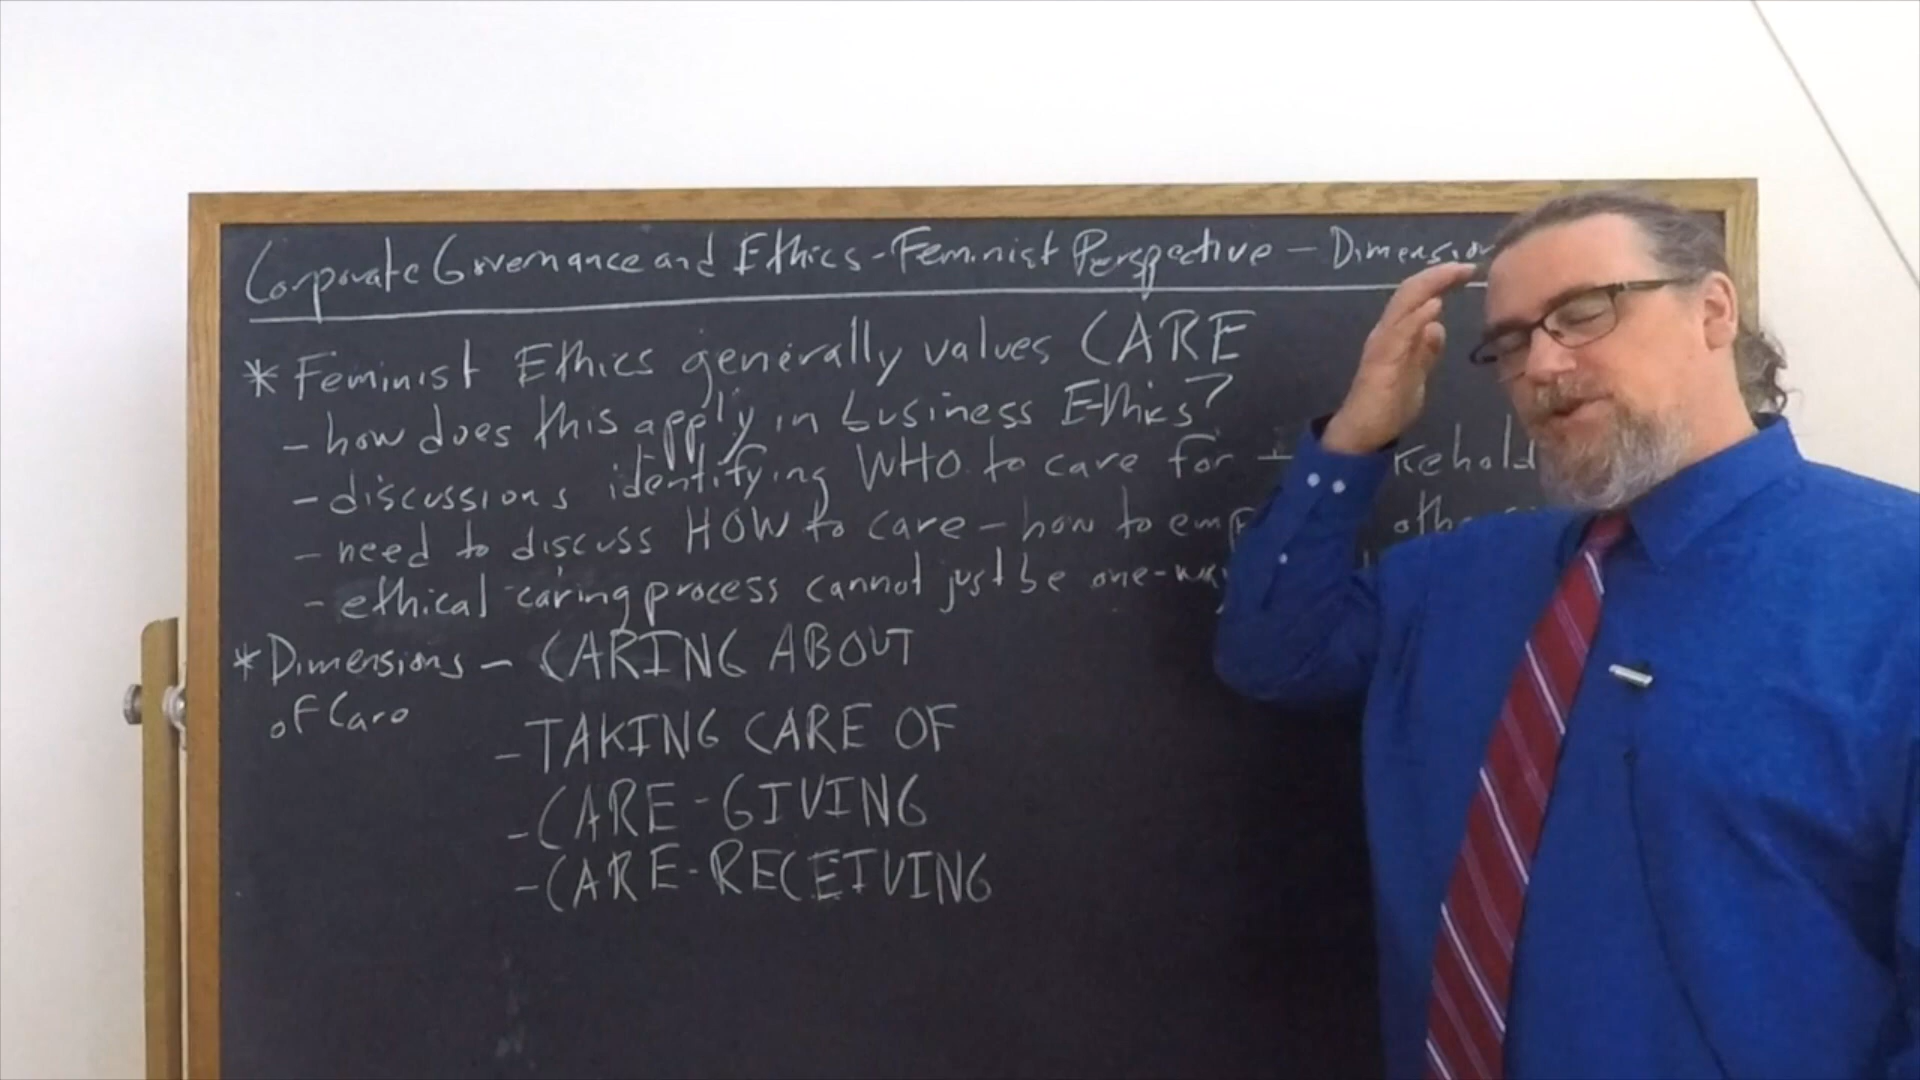 Corporate Governance and Ethics - Feminist Perspective - Dimension
* Feminist Ethics generally values CARE
- how does this apply in business Ethics?
- discussions identifying WHO to care for
- need to discuss HOW to care - how to
- ethical caring process cannot just be one-way
* Dimensions - CARING ABOUT
of Care
- TAKING CARE OF
- CARE-GIVING
- CARE-RECEIVING